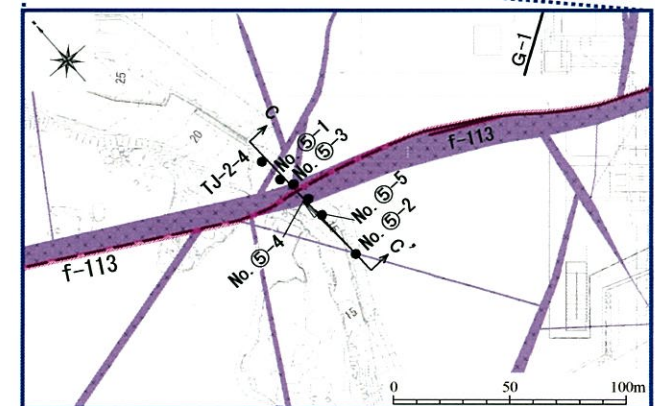 G-1
25
20
C
TJ-2-4
No. ⑤-1
No. ⑤-3
f-113
No. ⑤-5
No. ⑤-2
No. ⑤-4
C'
f-113
15
0 50 100m